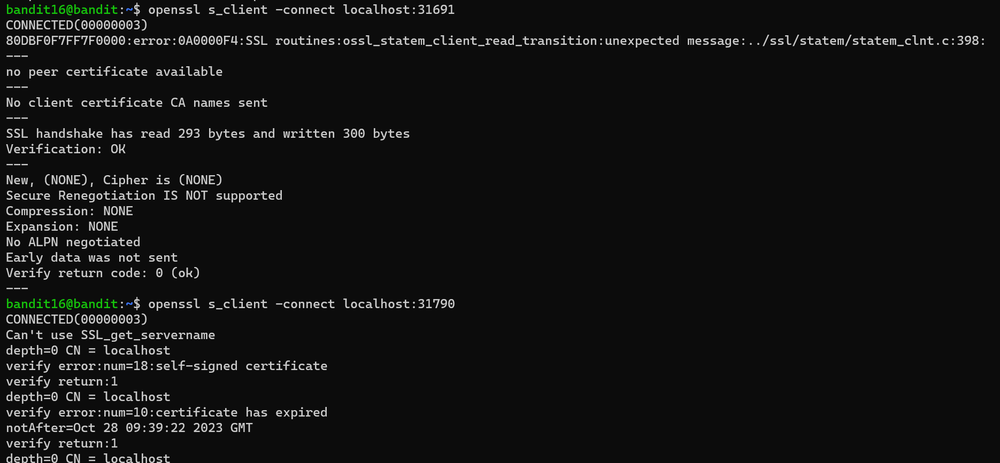 bandit16@bandit:~$ openssl s_client -connect localhost:31691
CONNECTED(00000003)
80DBF0F7FF7F0000:error:0A0000F4:SSL routines:ossl_statem_client_read_transition:unexpected message:../ssl/statem/statem_clnt.c:398:
---
no peer certificate available
---
No client certificate CA names sent
---
SSL handshake has read 293 bytes and written 300 bytes
Verification: OK
---
New, (NONE), Cipher is (NONE)
Secure Renegotiation IS NOT supported
Compression: NONE
Expansion: NONE
No ALPN negotiated
Early data was not sent
Verify return code: 0 (ok)
---
bandit16@bandit:~$ openssl s_client -connect localhost:31790
CONNECTED(00000003)
Can't use SSL_get_servername
depth=0 CN = localhost
verify error:num=18:self-signed certificate
verify return:1
depth=0 CN = localhost
verify error:num=10:certificate has expired
notAfter=Oct 28 09:39:22 2023 GMT
verify return:1
depth=0 CN = localhost